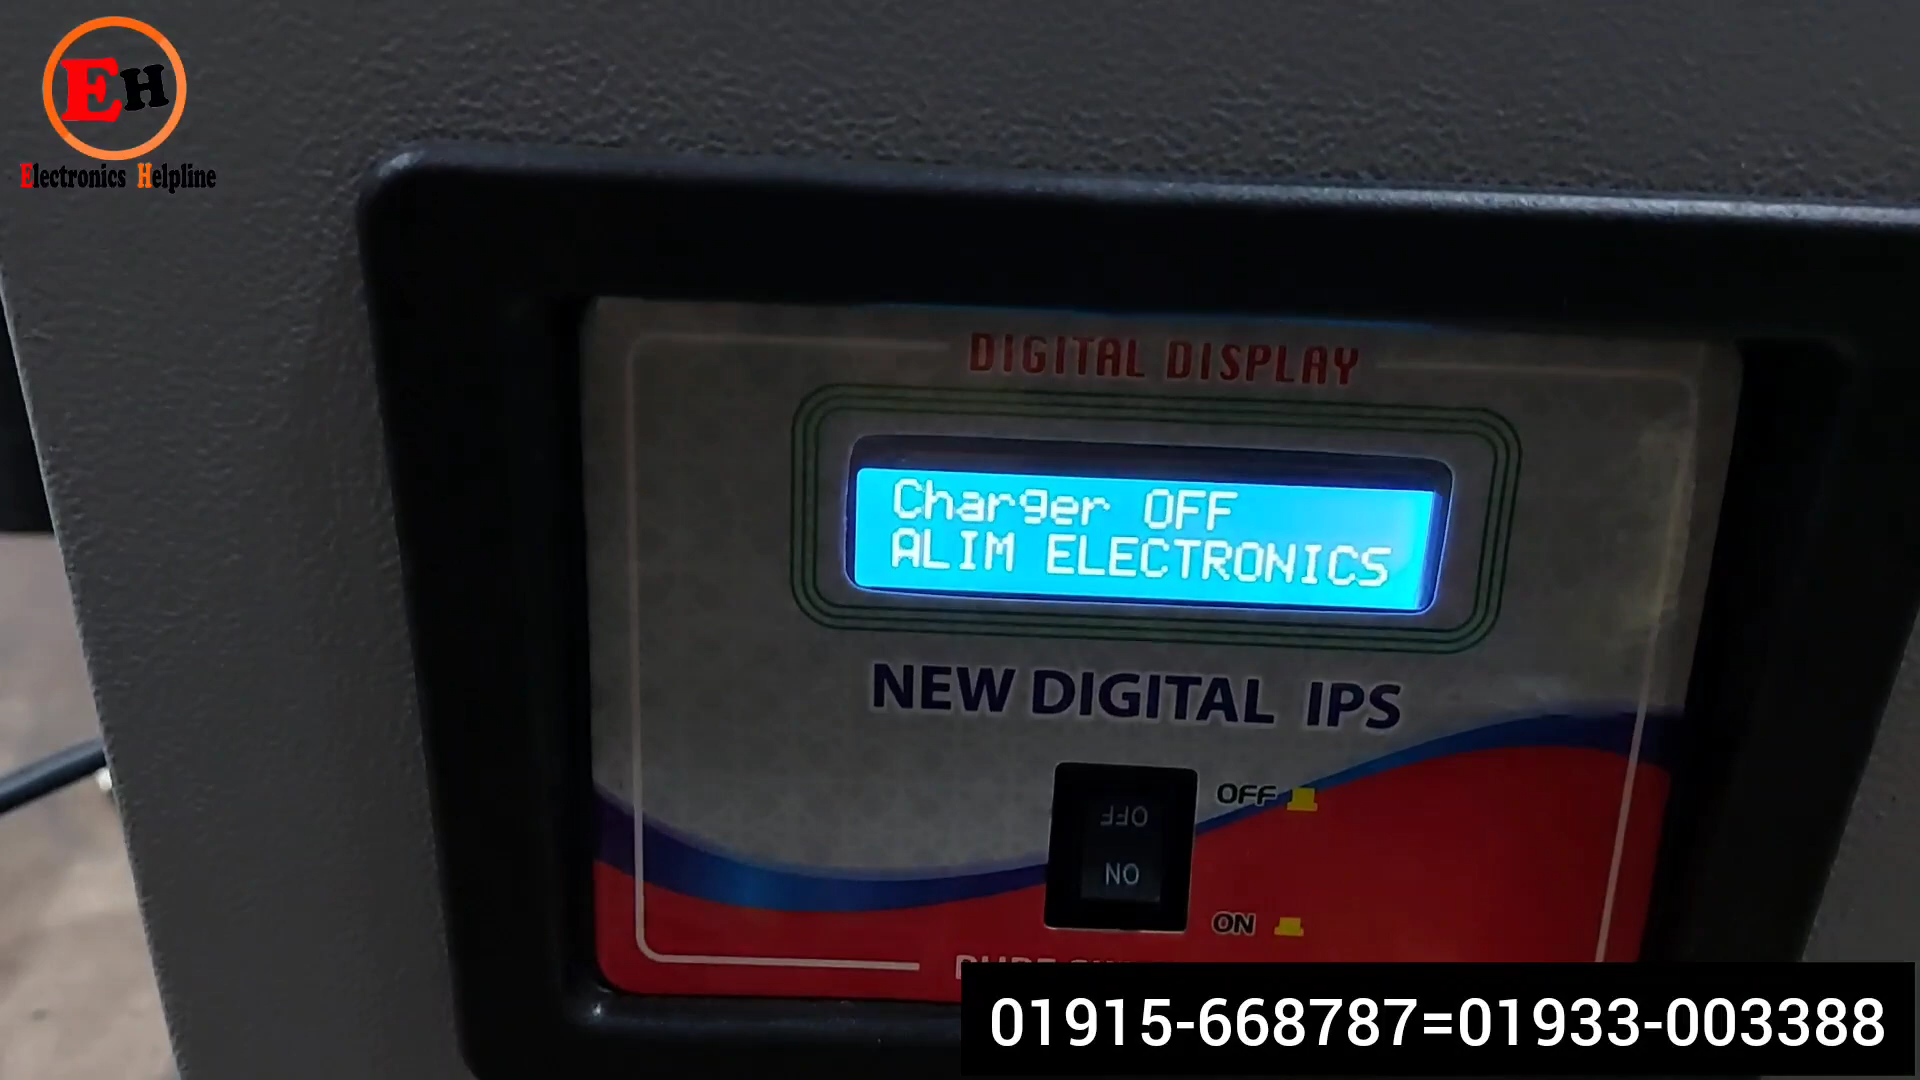 EH
Electronics Helpline
DIGITAL DISPLAY
Charger OFF
ALIM ELECTRONICS
NEW DIGITAL IPS
OFF
OFF
ON
ON
01915-668787=01933-003388